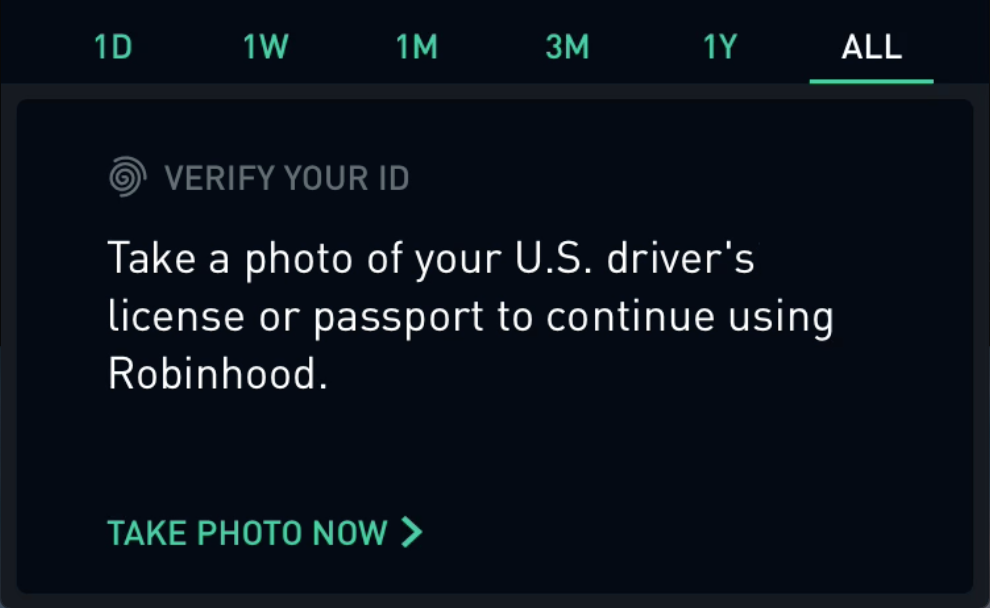 1D 1W 1M 3M 1Y ALL
VERIFY YOUR ID
Take a photo of your U.S. driver's
license or passport to continue using
Robinhood.
TAKE PHOTO NOW